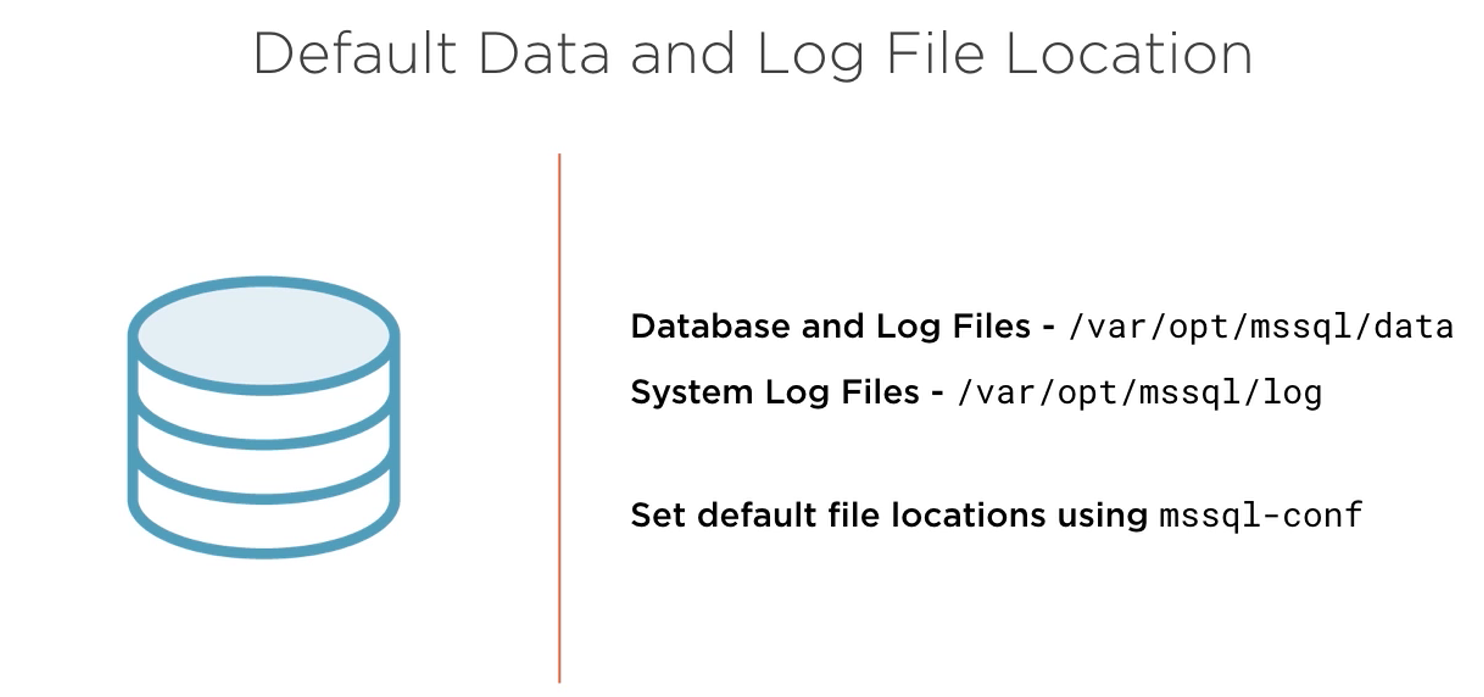 Default Data and Log File Location
Database and Log Files - /var/opt/mssql/data
System Log Files - /var/opt/mssql/log
Set default file locations using mssql-conf